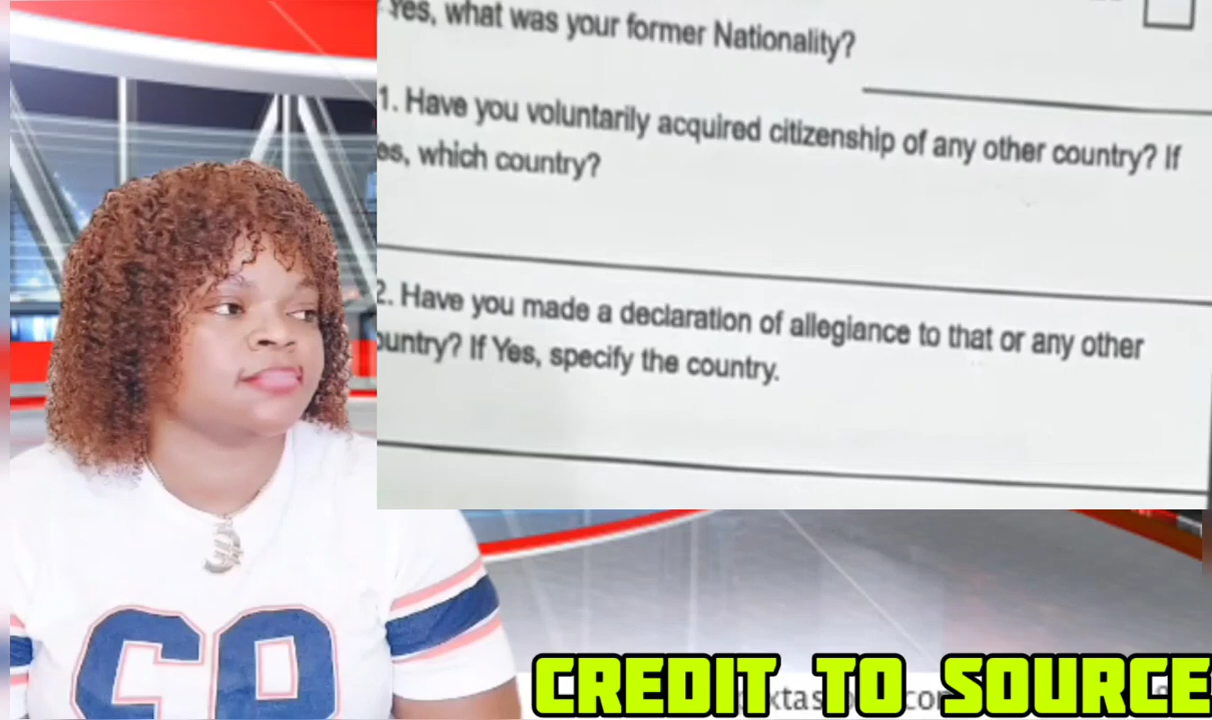 Yes, what was your former Nationality?
1. Have you voluntarily acquired citizenship of any other country? If
es, which country?
2. Have you made a declaration of allegiance to that or any other
ountry? If Yes, specify the country.
69
CREDIT TO SOURCE